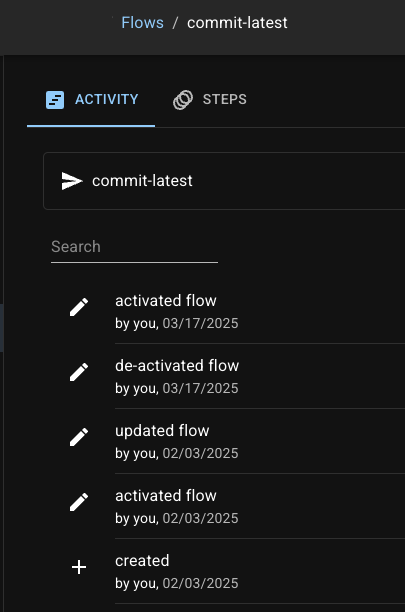 Flows / commit-latest
ACTIVITY STEPS
commit-latest
Search
activated flow
by you, 03/17/2025
de-activated flow
by you, 03/17/2025
updated flow
by you, 02/03/2025
activated flow
by you, 02/03/2025
created
by you, 02/03/2025